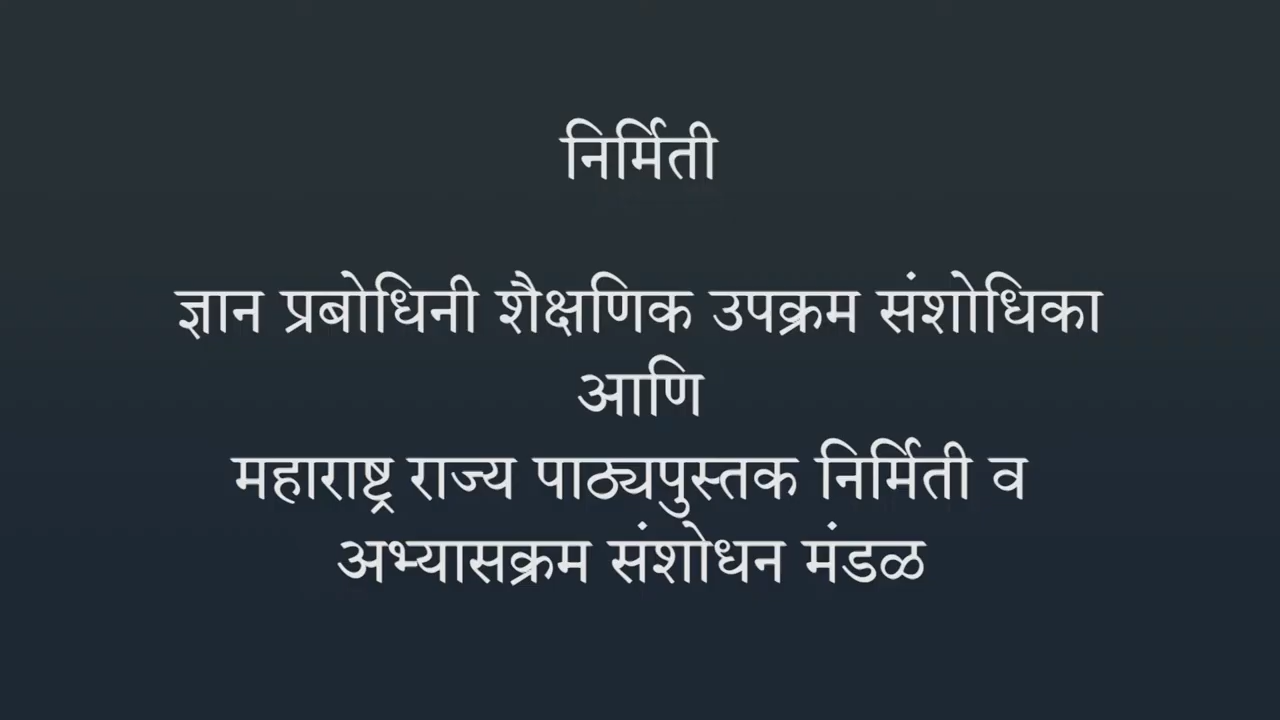 निर्मिती
ज्ञान प्रबोधिनी शैक्षणिक उपक्रम संशोधिका
आणि
महाराष्ट्र राज्य पाठ्यपुस्तक निर्मिती व
अभ्यासक्रम संशोधन मंडळ